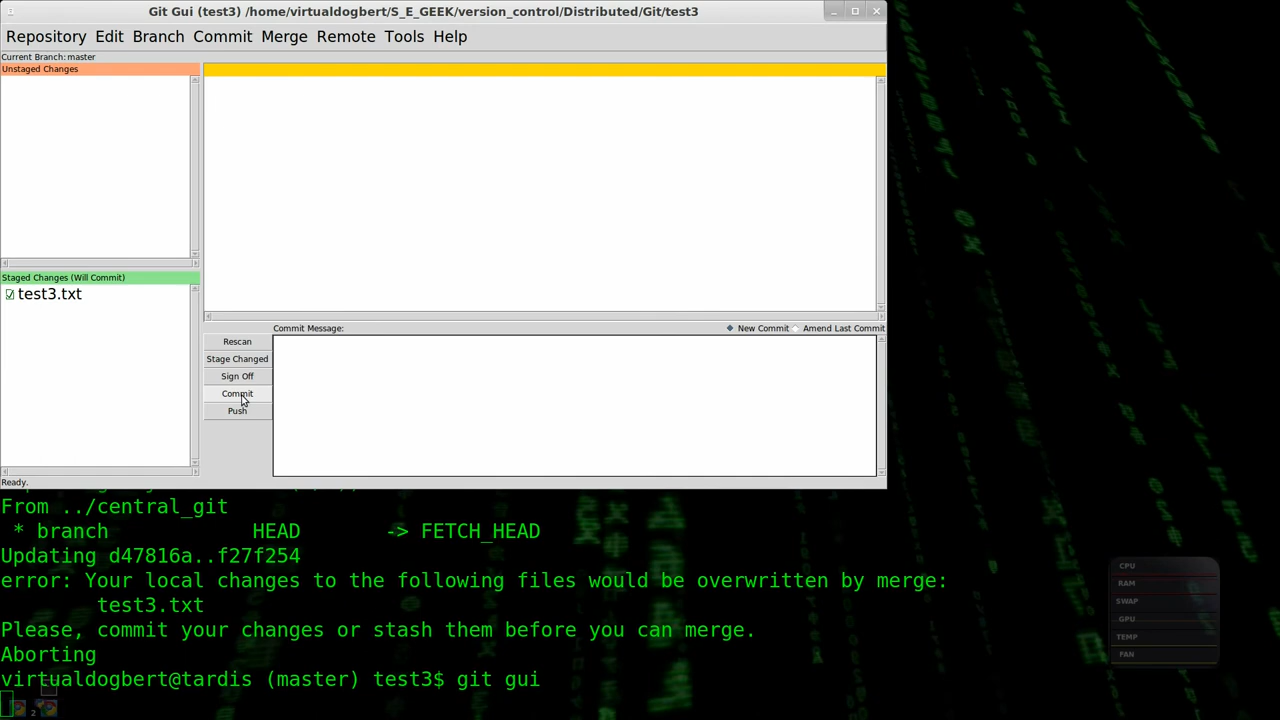 Git Gui (test3) /home/virtualdogbert/S_E_GEEK/version_control/Distributed/Git/test3
Repository Edit Branch Commit Merge Remote Tools Help
Current Branch: master
Unstaged Changes
Staged Changes (Will Commit)
test3.txt
Commit Message:
New Commit
Amend Last Commit
Rescan
Stage Changed
Sign Off
Commit
Push
Ready.
From ../central_git
* branch HEAD -> FETCH_HEAD
Updating d47816a..f27f254
error: Your local changes to the following files would be overwritten by merge:
test3.txt
Please, commit your changes or stash them before you can merge.
Aborting
virtualdogbert@tardis (master) test3$ git gui
2
CPU
RAM
SWAP
GPU
TEMP
FAN